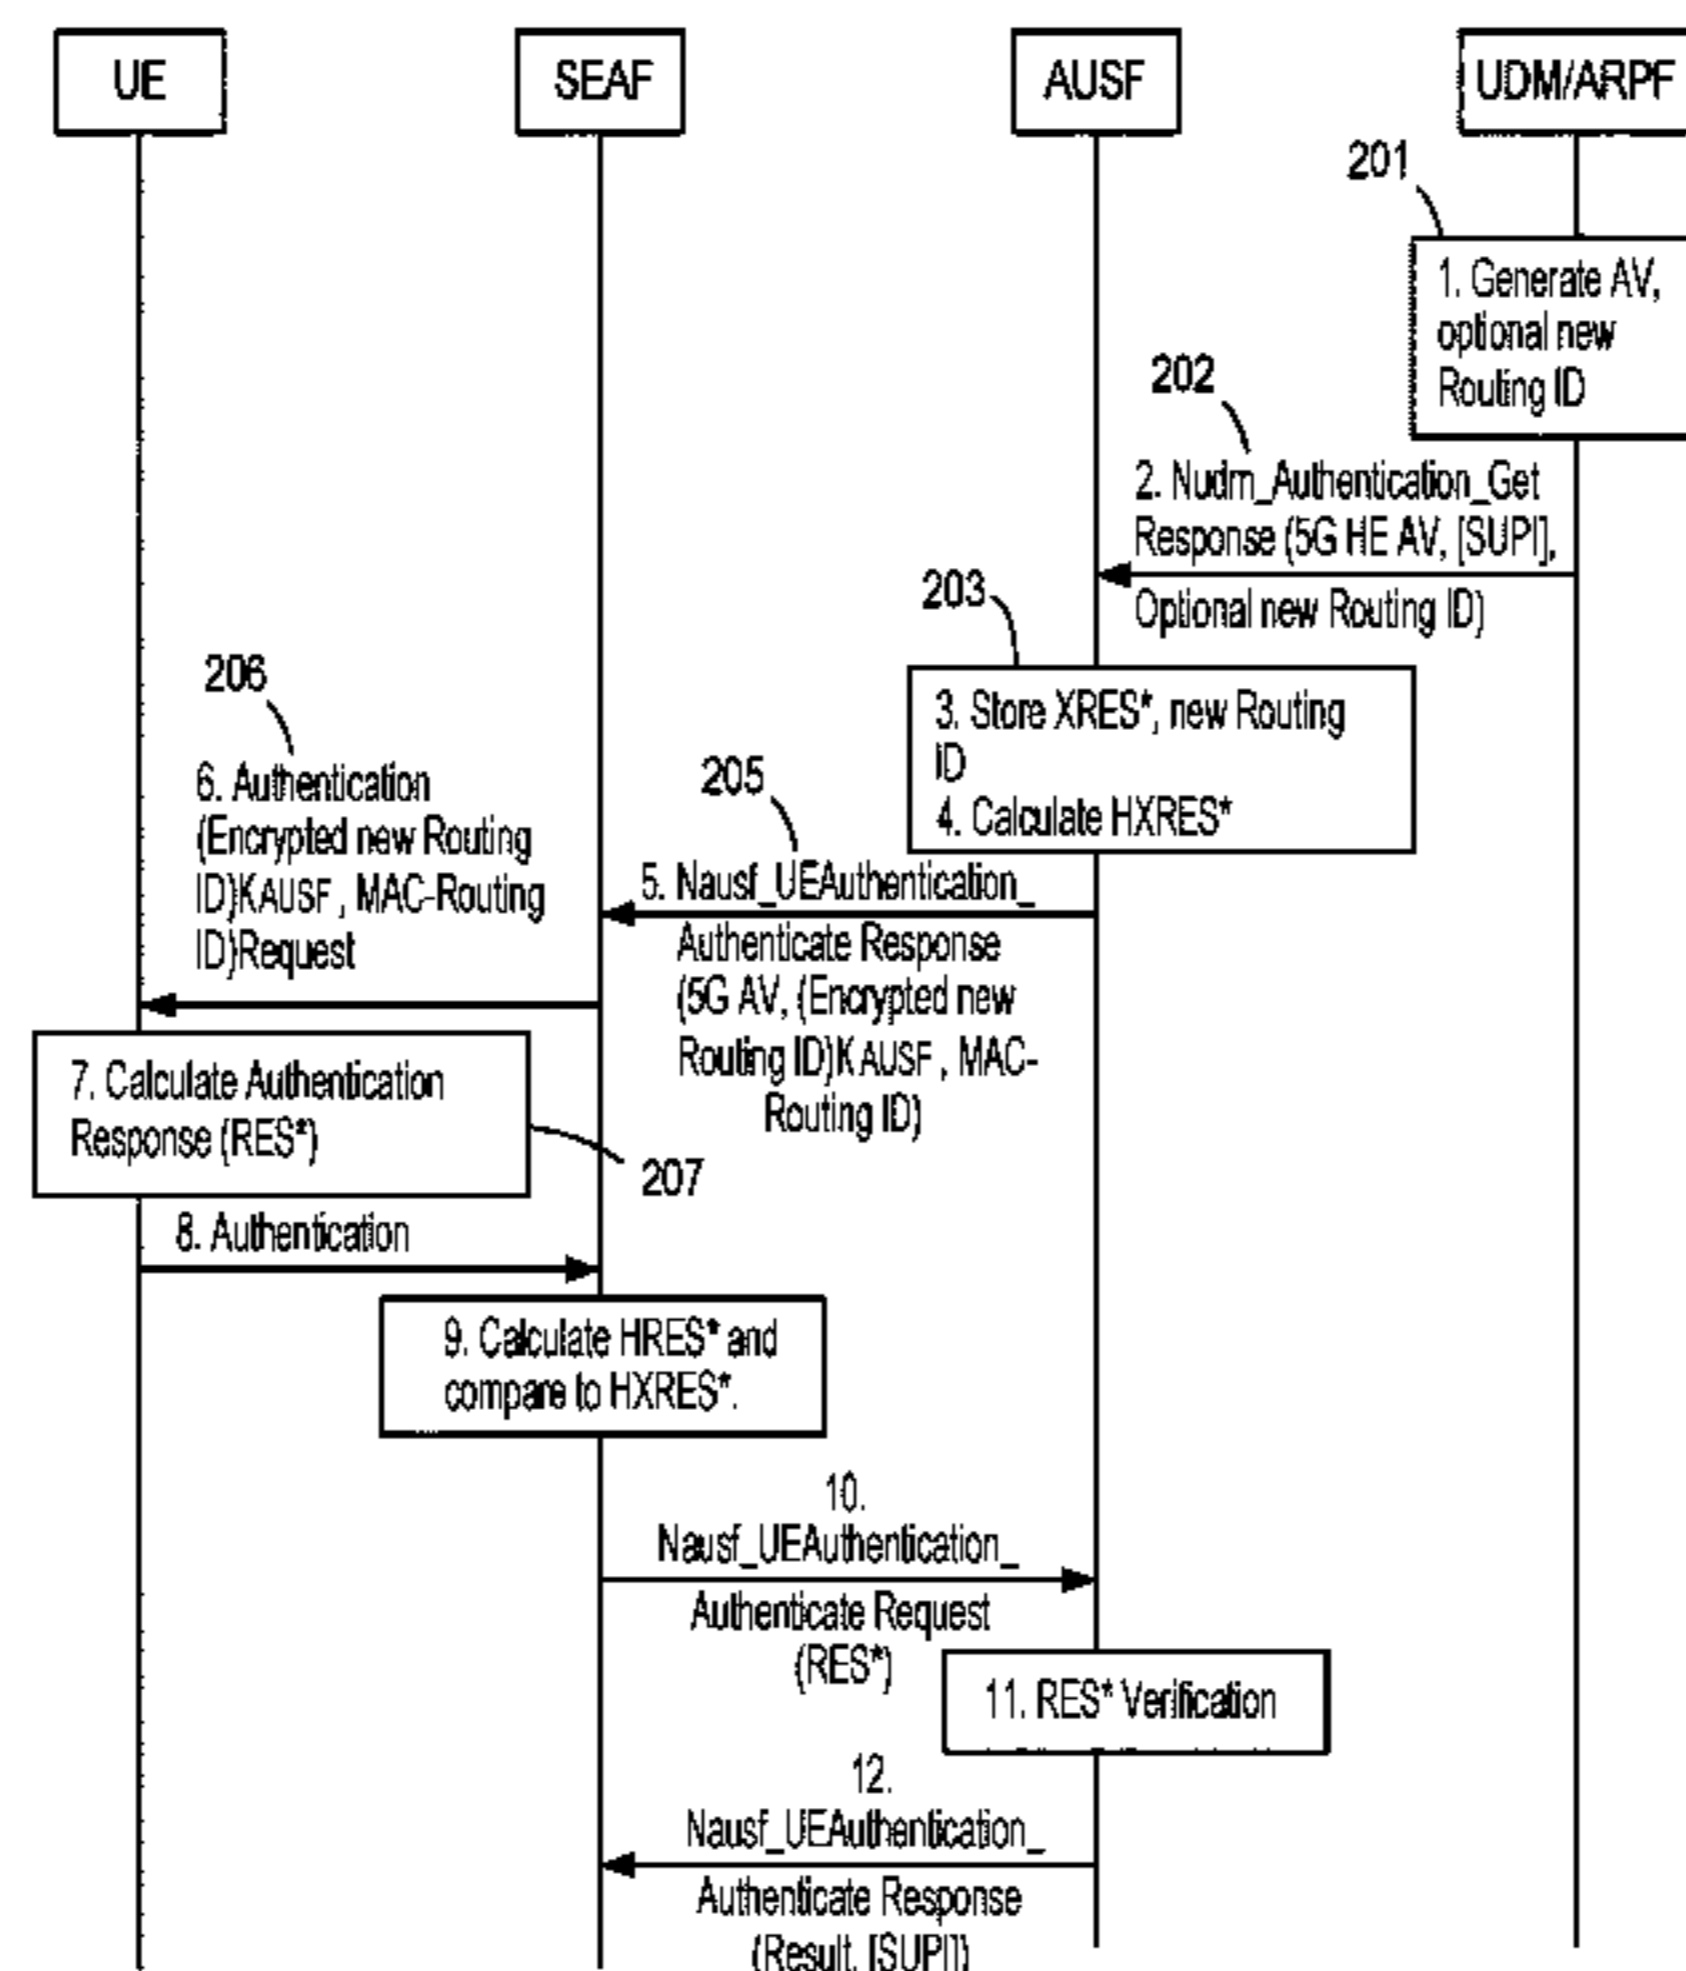 UE
SEAF
AUSF
UDM/ARPF
201
1. Generate AV,
optional new
Routing ID
202
2. Nudm_Authentication_Get
Response (5G HE AV, [SUPI],
Optional new Routing ID)
203
3. Store XRES*, new Routing
ID
4. Calculate HXRES*
205
5. Nausf_UEAuthentication_
Authenticate Response
(5G AV, (Encrypted new
Routing ID)KAUSF , MAC-
Routing ID)
206
6. Authentication
(Encrypted new Routing
ID)KAUSF , MAC-Routing
ID)Request
7. Calculate Authentication
Response (RES*)
207
8. Authentication
9. Calculate HRES* and
compare to HXRES*.
10.
Nausf_UEAuthentication_
Authenticate Request
(RES*)
11. RES* Verification
12.
Nausf_UEAuthentication_
Authenticate Response
(Result, [SUPI])